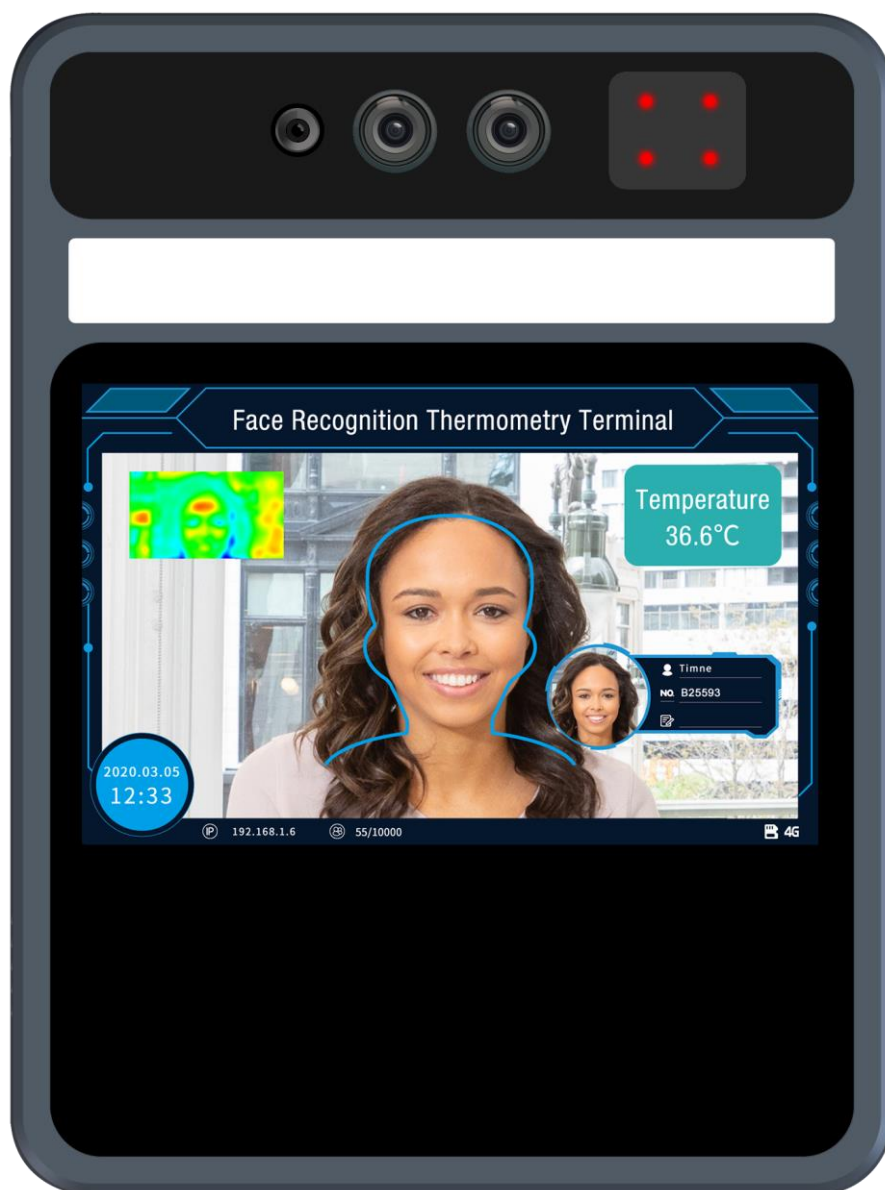 Face Recognition Thermometry Terminal
Temperature
36.6°C
Timne
NO. B25593
2020.03.05
12:33
IP 192.168.1.6 55/10000 4G